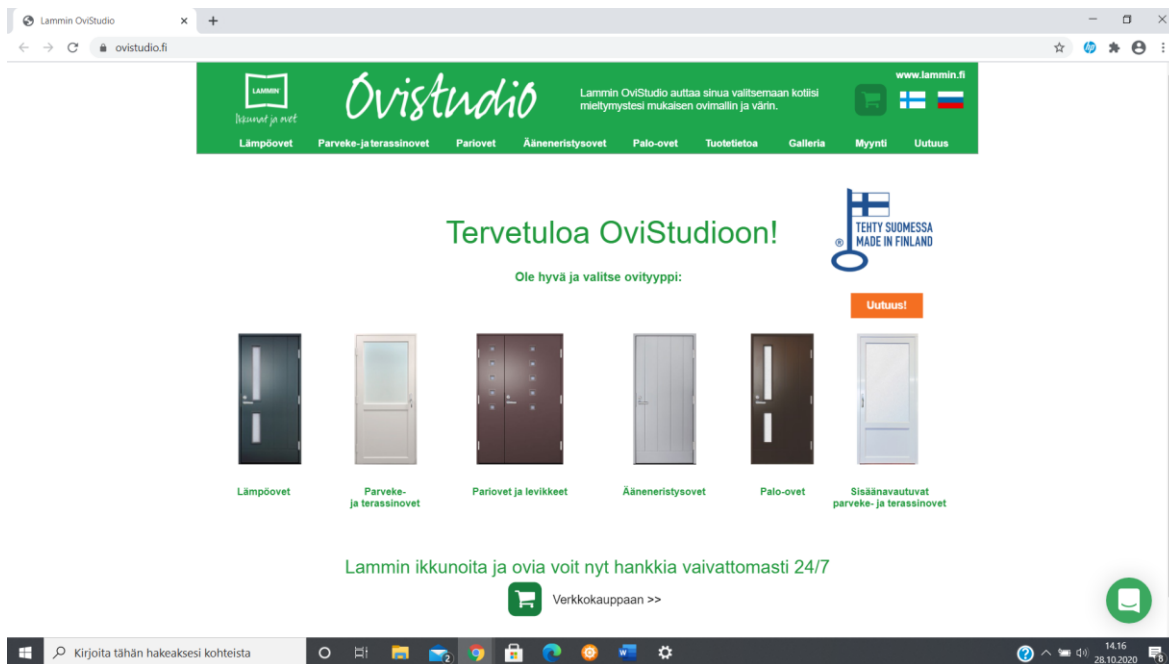 Lammin OviStudio
ovistudio.fi
LAMMIN
Ikkunat ja ovet
Ovistudio
Lammin OviStudio auttaa sinua valitsemaan kotiisi
mieltymystesi mukaisen ovimallin ja värin.
www.lammin.fi
Lämpöovet Parveke- ja terassinovet Pariovet Ääneneristysovet Palo-ovet Tuotetietoa Galleria Myynti Uutuus
Tervetuloa OviStudioon!
TEHTY SUOMESSA
® MADE IN FINLAND
Ole hyvä ja valitse ovityyppi:
Uutuus!
Lämpöovet
Parveke-
ja terassinovet
Pariovet ja levikkeet
Ääneneristysovet
Palo-ovet
Sisäänavautuvat
parveke- ja terassinovet
Lammin ikkunoita ja ovia voit nyt hankkia vaivattomasti 24/7
Verkkokauppaan >>
Kirjoita tähän hakeaksesi kohteista
2
14.16
28.10.2020
8